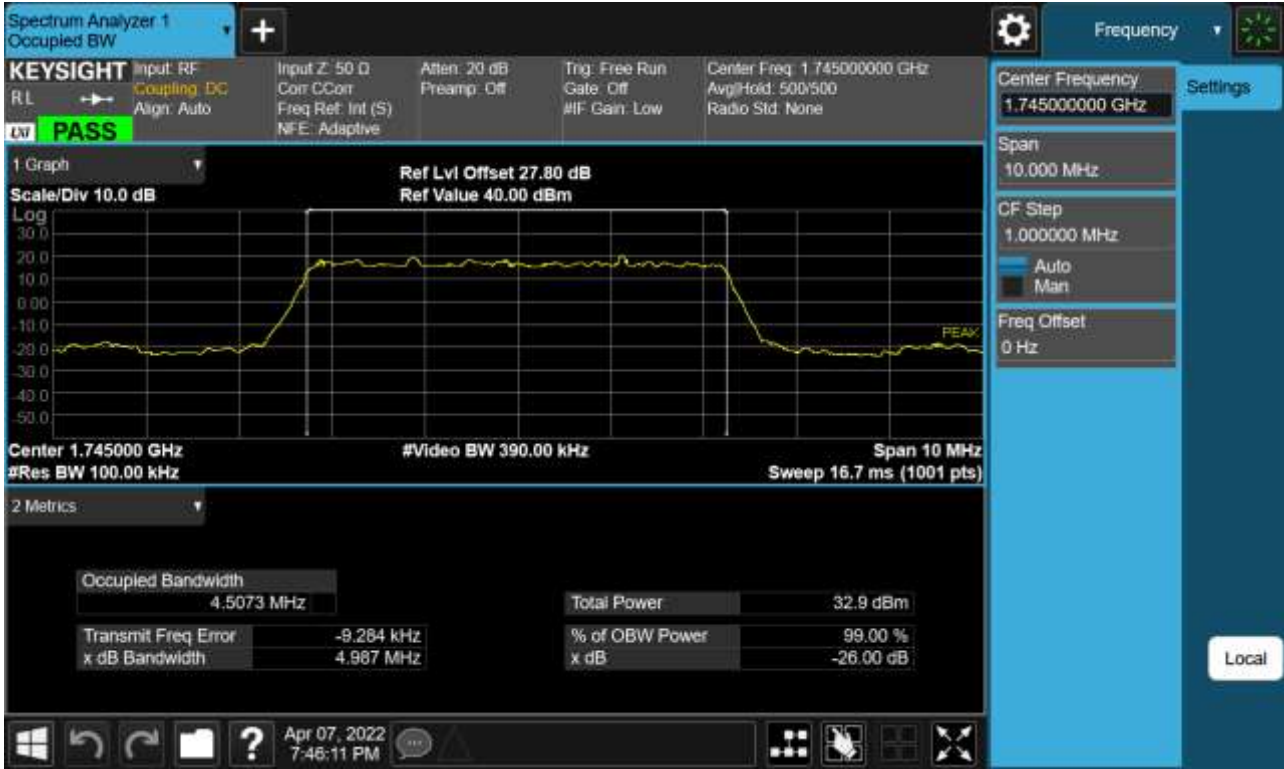 Spectrum Analyzer 1
Occupied BW
+
Frequency
KEYSIGHT
RL
LXI
PASS
Input: RF
Coupling: DC
Align: Auto
Input Z: 50 Ω
Corr CCorr
Freq Ref: Int (S)
NFE: Adaptive
Atten: 20 dB
Preamp: Off
Trig: Free Run
Gate: Off
#IF Gain: Low
Center Freq: 1.745000000 GHz
Avg|Hold: 500/500
Radio Std: None
Center Frequency
1.745000000 GHz
Settings
Span
10.000 MHz
CF Step
1.000000 MHz
Auto
Man
Freq Offset
0 Hz
Local
1 Graph
Scale/Div 10.0 dB
Ref Lvl Offset 27.80 dB
Ref Value 40.00 dBm
Log
30.0
20.0
10.0
0.00
-10.0
-20.0
-30.0
-40.0
-50.0
PEAK
Center 1.745000 GHz
#Video BW 390.00 kHz
Span 10 MHz
#Res BW 100.00 kHz
Sweep 16.7 ms (1001 pts)
2 Metrics
Occupied Bandwidth
4.5073 MHz
Total Power 32.9 dBm
Transmit Freq Error -9.284 kHz
% of OBW Power 99.00 %
x dB Bandwidth 4.987 MHz
x dB -26.00 dB
?
Apr 07, 2022
7:46:11 PM